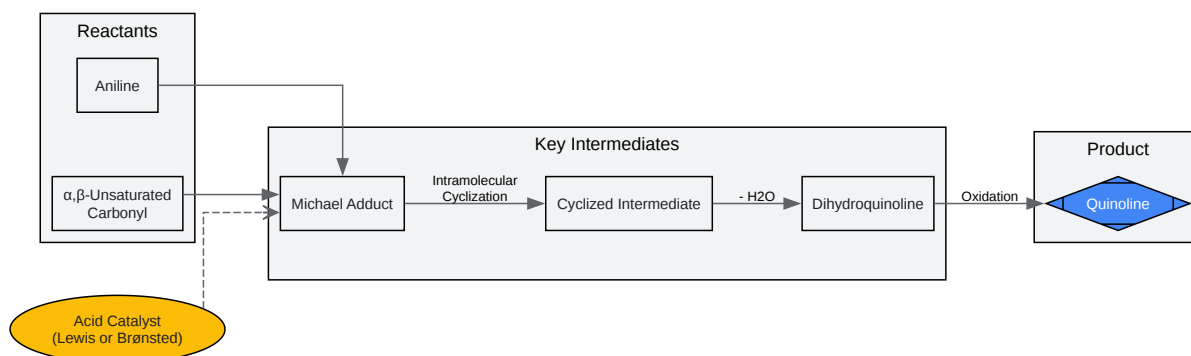 Reactants
Aniline
α,β-Unsaturated
Carbonyl
Acid Catalyst
(Lewis or Brønsted)
Key Intermediates
Michael Adduct
Intramolecular
Cyclization
Cyclized Intermediate
- H2O
Dihydroquinoline
Oxidation
Product
Quinoline